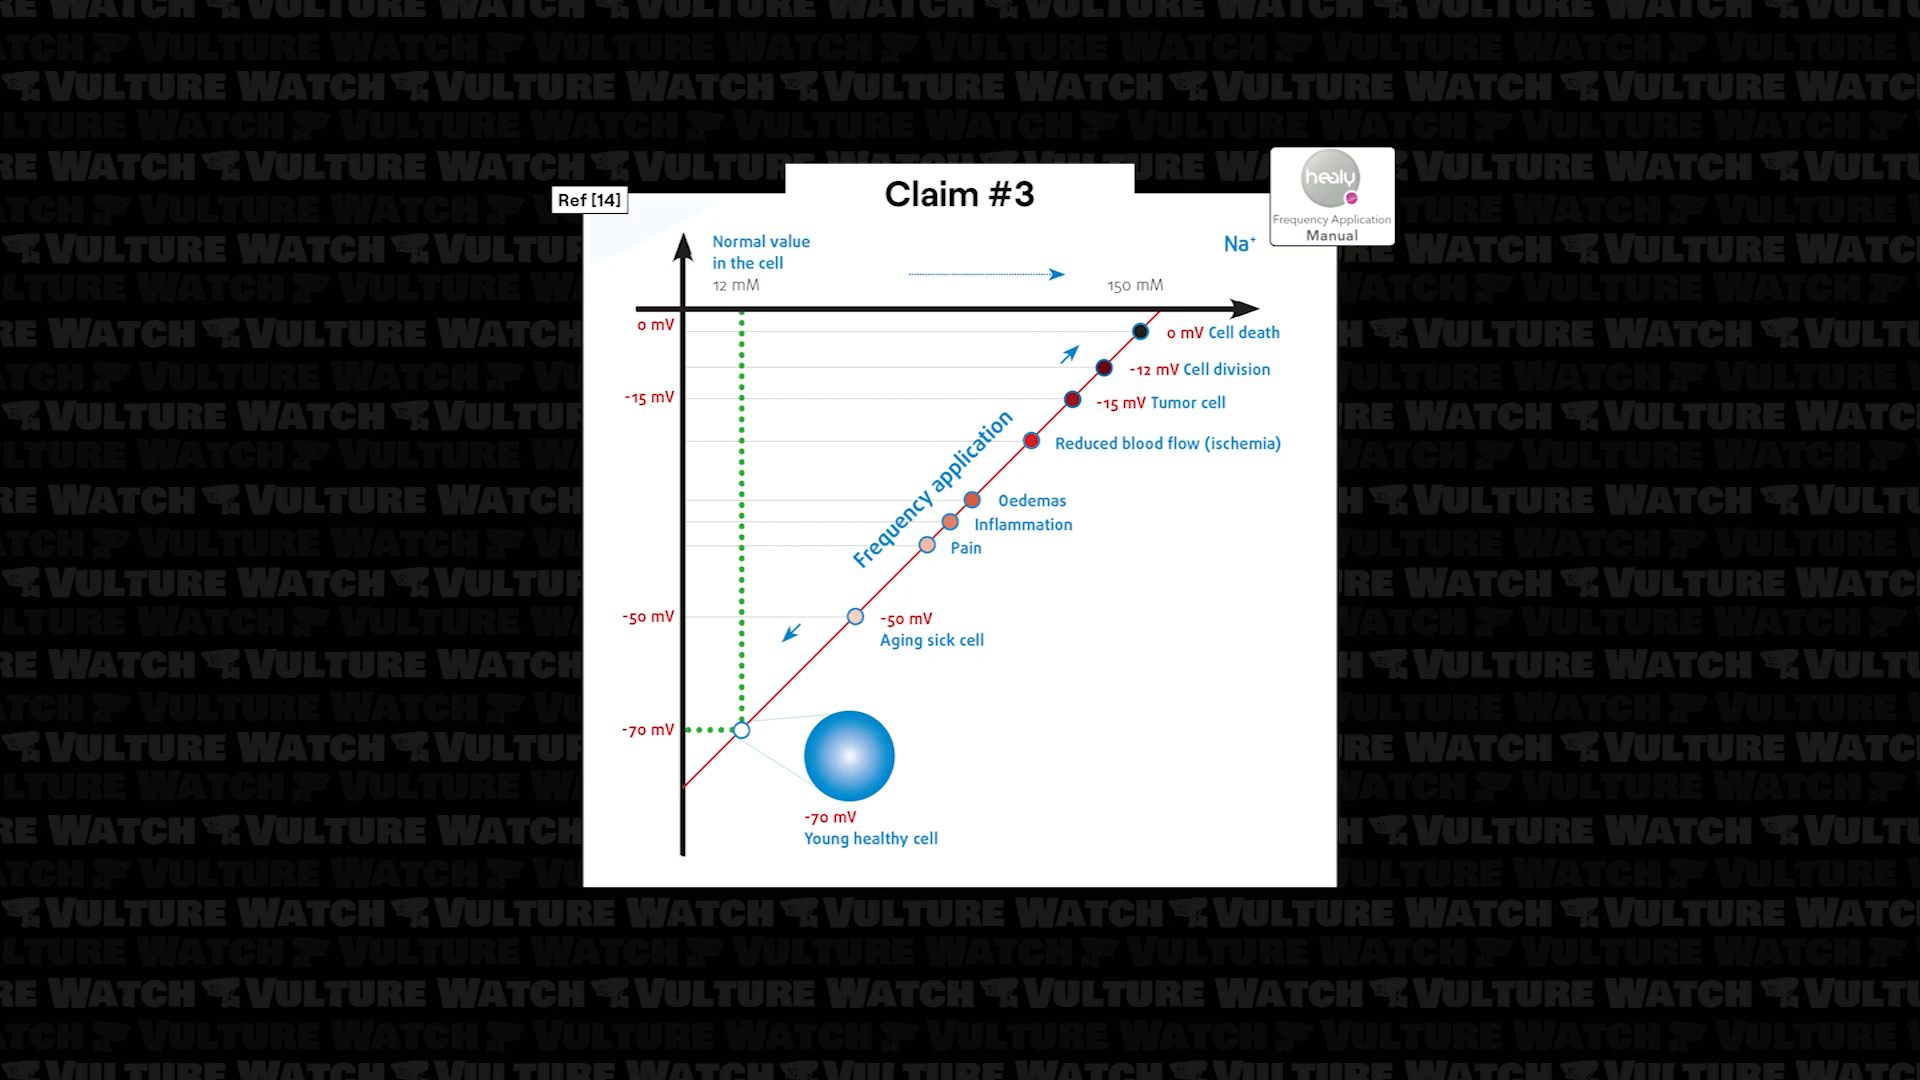 Claim #3
Ref [14]
healy
Frequency Application
Manual
Normal value
in the cell
12 mM
Na⁺
150 mM
0 mV
0 mV Cell death
-12 mV Cell division
-15 mV
-15 mV Tumor cell
Reduced blood flow (ischemia)
Frequency application
Oedemas
Inflammation
Pain
-50 mV
-50 mV
Aging sick cell
-70 mV
-70 mV
Young healthy cell
VULTURE WATCH